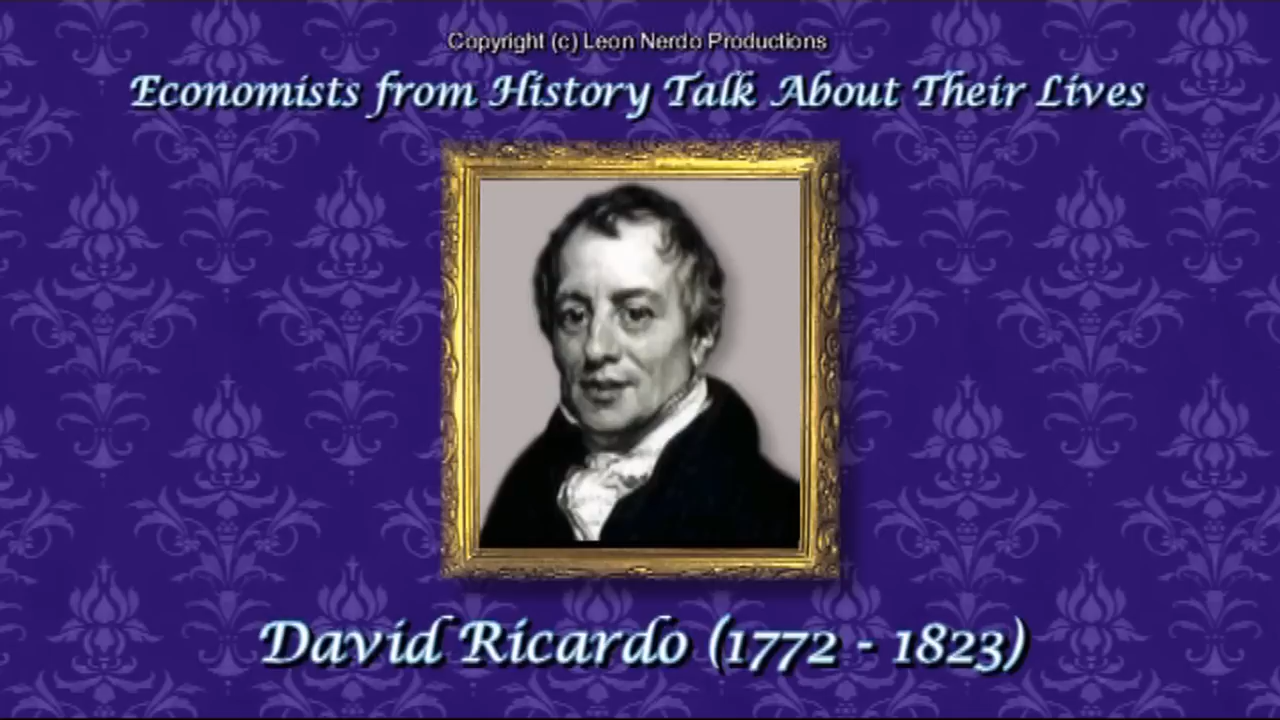 Copyright (c) Leon Nerdo Productions
Economists from History Talk About Their Lives
David Ricardo (1772 - 1823)